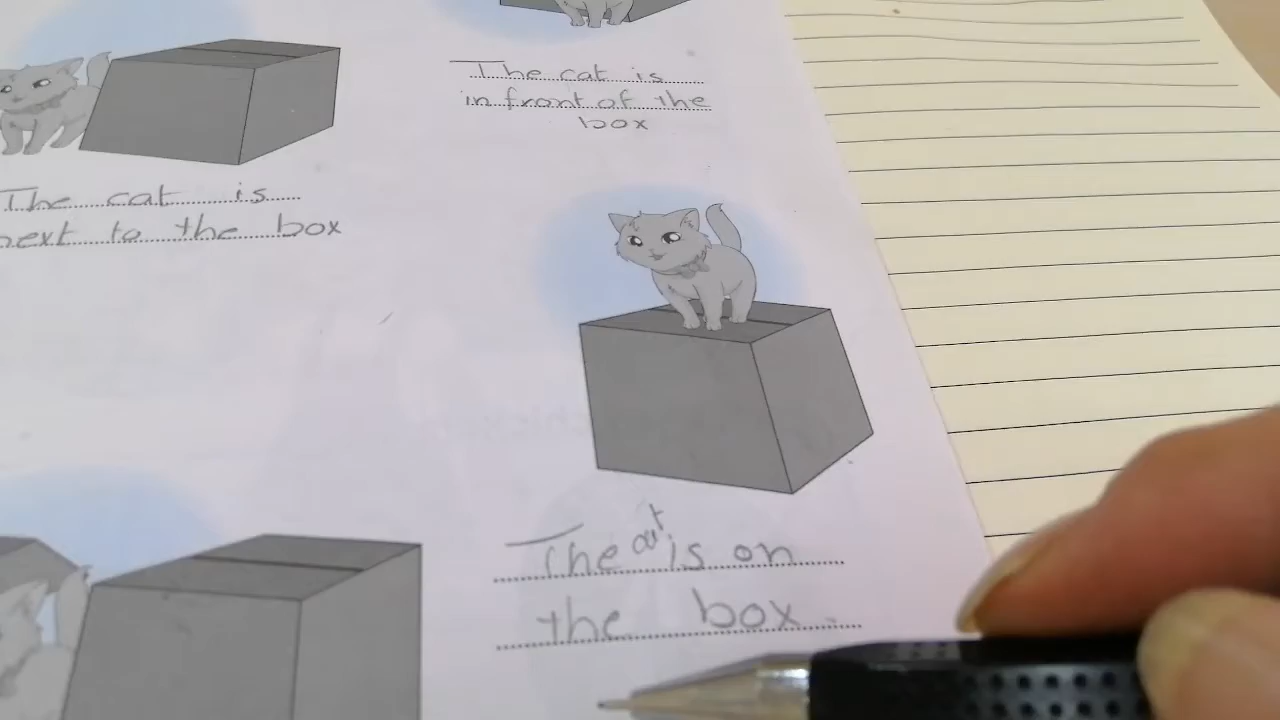 The cat is
in front of the
box
The cat is
next to the box
The cat is on
the box.